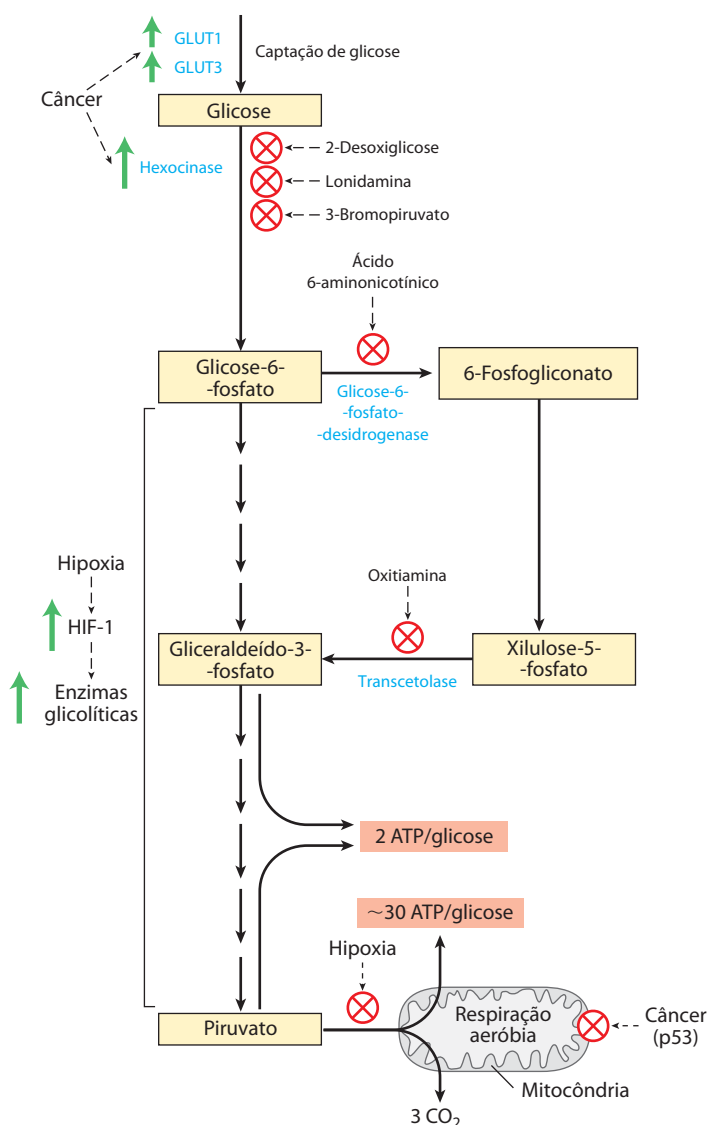 GLUT1
Captação de glicose
GLUT3
Câncer
Glicose
2-Desoxiglicose
Hexocinase
Lonidamina
3-Bromopiruvato
Ácido
6-aminonicotínico
Glicose-6-
-fosfato
6-Fosfogliconato
Glicose-6-
-fosfato-
-desidrogenase
Hipoxia
HIF-1
Enzimas
glicolíticas
Oxitiamina
Gliceraldeído-3-
-fosfato
Xilulose-5-
-fosfato
Transcetolase
2 ATP/glicose
~30 ATP/glicose
Hipoxia
Piruvato
Respiração
aeróbia
Câncer
(p53)
Mitocôndria
3 CO₂